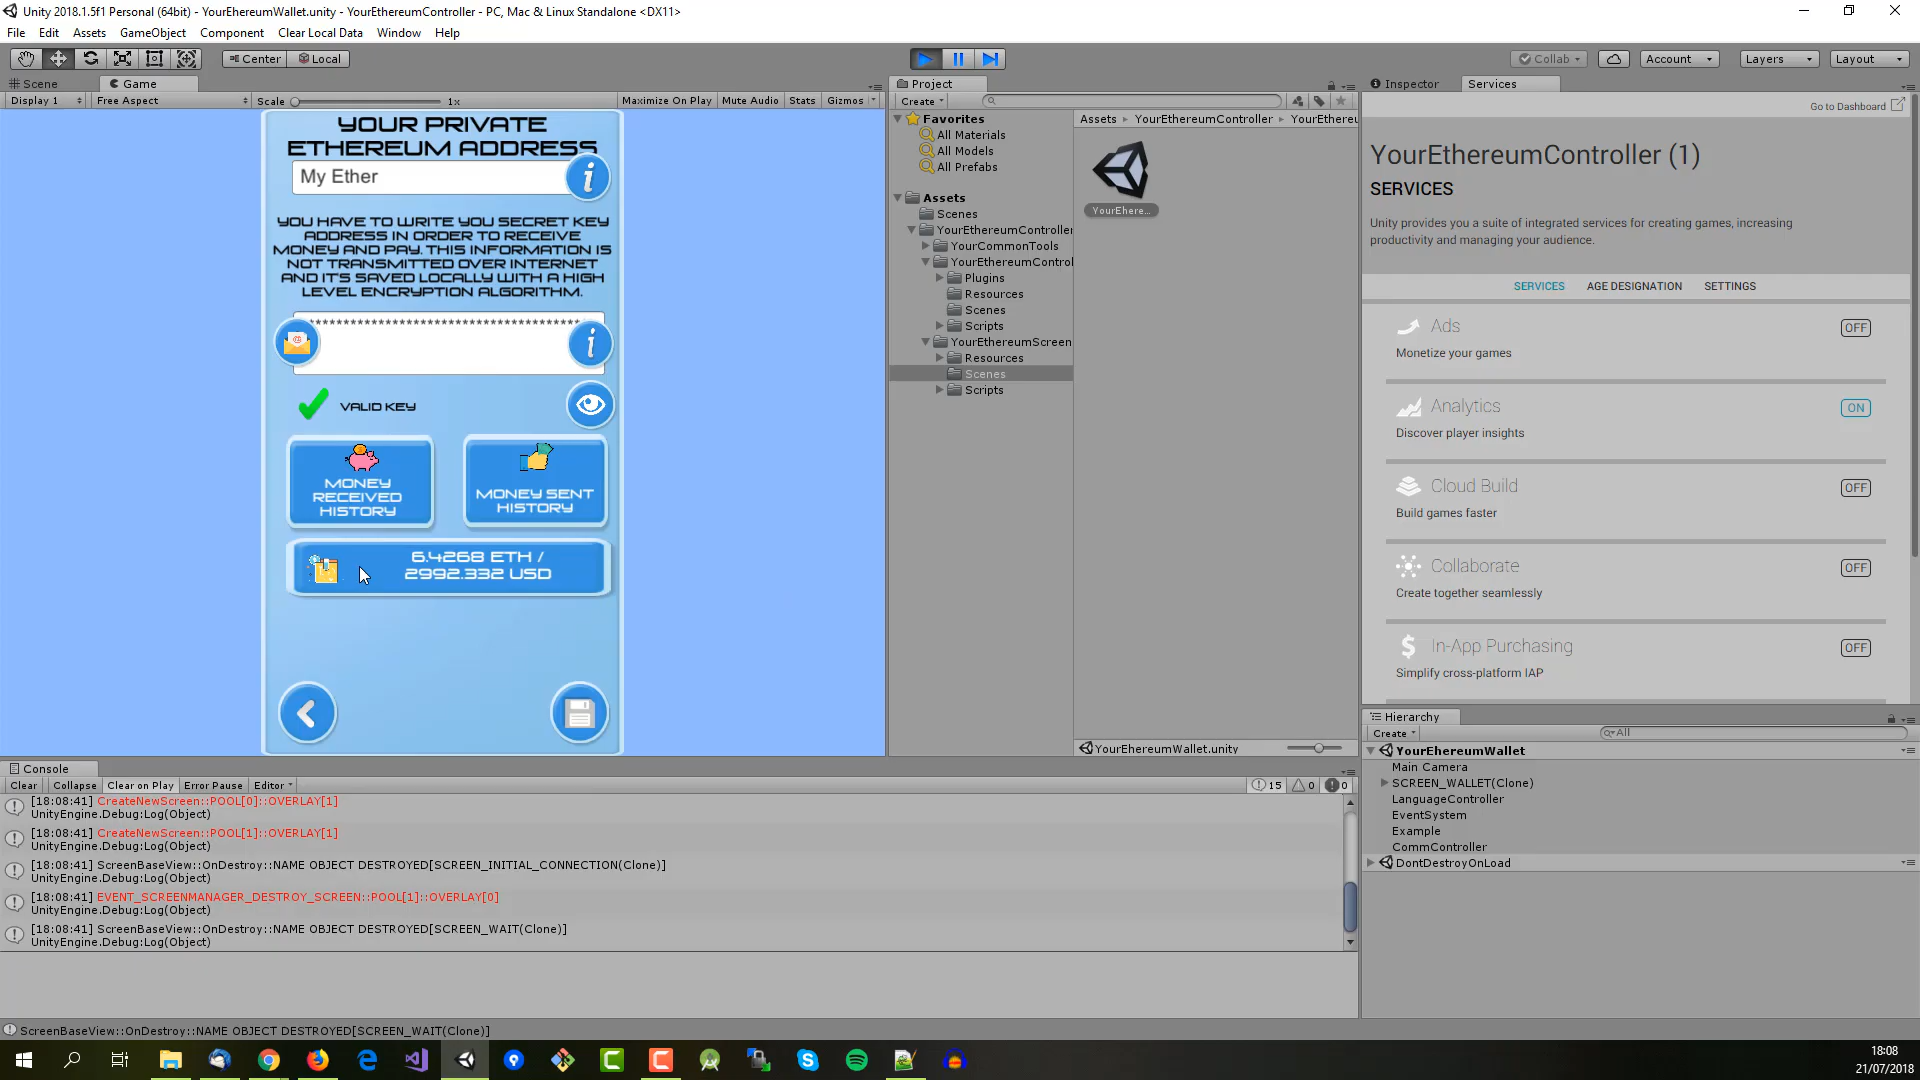 Unity 2018.1.5f1 Personal (64bit) - YourEhereumWallet.unity - YourEthereumController - PC, Mac & Linux Standalone <DX11>
File Edit Assets GameObject Component Clear Local Data Window Help
Center Local
Collab Account Layers Layout
Scene Game
Display 1 Free Aspect Scale 1x Maximize On Play Mute Audio Stats Gizmos
YOUR PRIVATE
ETHEREUM ADDRESS
My Ether
i
YOU HAVE TO WRITE YOU SECRET KEY
ADDRESS IN ORDER TO RECEIVE
MONEY AND PAY. THIS INFORMATION IS
NOT TRANSMITTED OVER INTERNET
AND ITS SAVED LOCALLY WITH A HIGH
LEVEL ENCRYPTION ALGORITHM.
i
VALID KEY
MONEY
RECEIVED
HISTORY
MONEY SENT
HISTORY
6.4268 ETH /
2992.332 USD
Project
Create
Favorites
All Materials
All Models
All Prefabs
Assets
Scenes
YourEthereumController
YourCommonTools
YourEthereumControl
Plugins
Resources
Scenes
Scripts
YourEthereumScreen
Resources
Scenes
Scripts
Assets YourEthereumController YourEthereu
YourEhere...
YourEhereumWallet.unity
Inspector Services
Go to Dashboard
YourEthereumController (1)
SERVICES
Unity provides you a suite of integrated services for creating games, increasing
productivity and managing your audience.
SERVICES AGE DESIGNATION SETTINGS
Ads OFF
Monetize your games
Analytics ON
Discover player insights
Cloud Build OFF
Build games faster
Collaborate OFF
Create together seamlessly
In-App Purchasing OFF
Simplify cross-platform IAP
Hierarchy
Create All
YourEhereumWallet
Main Camera
SCREEN_WALLET(Clone)
LanguageController
EventSystem
Example
CommController
DontDestroyOnLoad
Console
Clear Collapse Clear on Play Error Pause Editor 15 0 0
[18:08:41] CreateNewScreen::POOL[0]::OVERLAY[1]
UnityEngine.Debug:Log(Object)
[18:08:41] CreateNewScreen::POOL[1]::OVERLAY[1]
UnityEngine.Debug:Log(Object)
[18:08:41] ScreenBaseView::OnDestroy::NAME OBJECT DESTROYED[SCREEN_INITIAL_CONNECTION(Clone)]
UnityEngine.Debug:Log(Object)
[18:08:41] EVENT_SCREENMANAGER_DESTROY_SCREEN::POOL[1]::OVERLAY[0]
UnityEngine.Debug:Log(Object)
[18:08:41] ScreenBaseView::OnDestroy::NAME OBJECT DESTROYED[SCREEN_WAIT(Clone)]
UnityEngine.Debug:Log(Object)
ScreenBaseView::OnDestroy::NAME OBJECT DESTROYED[SCREEN_WAIT(Clone)]
18:08
21/07/2018